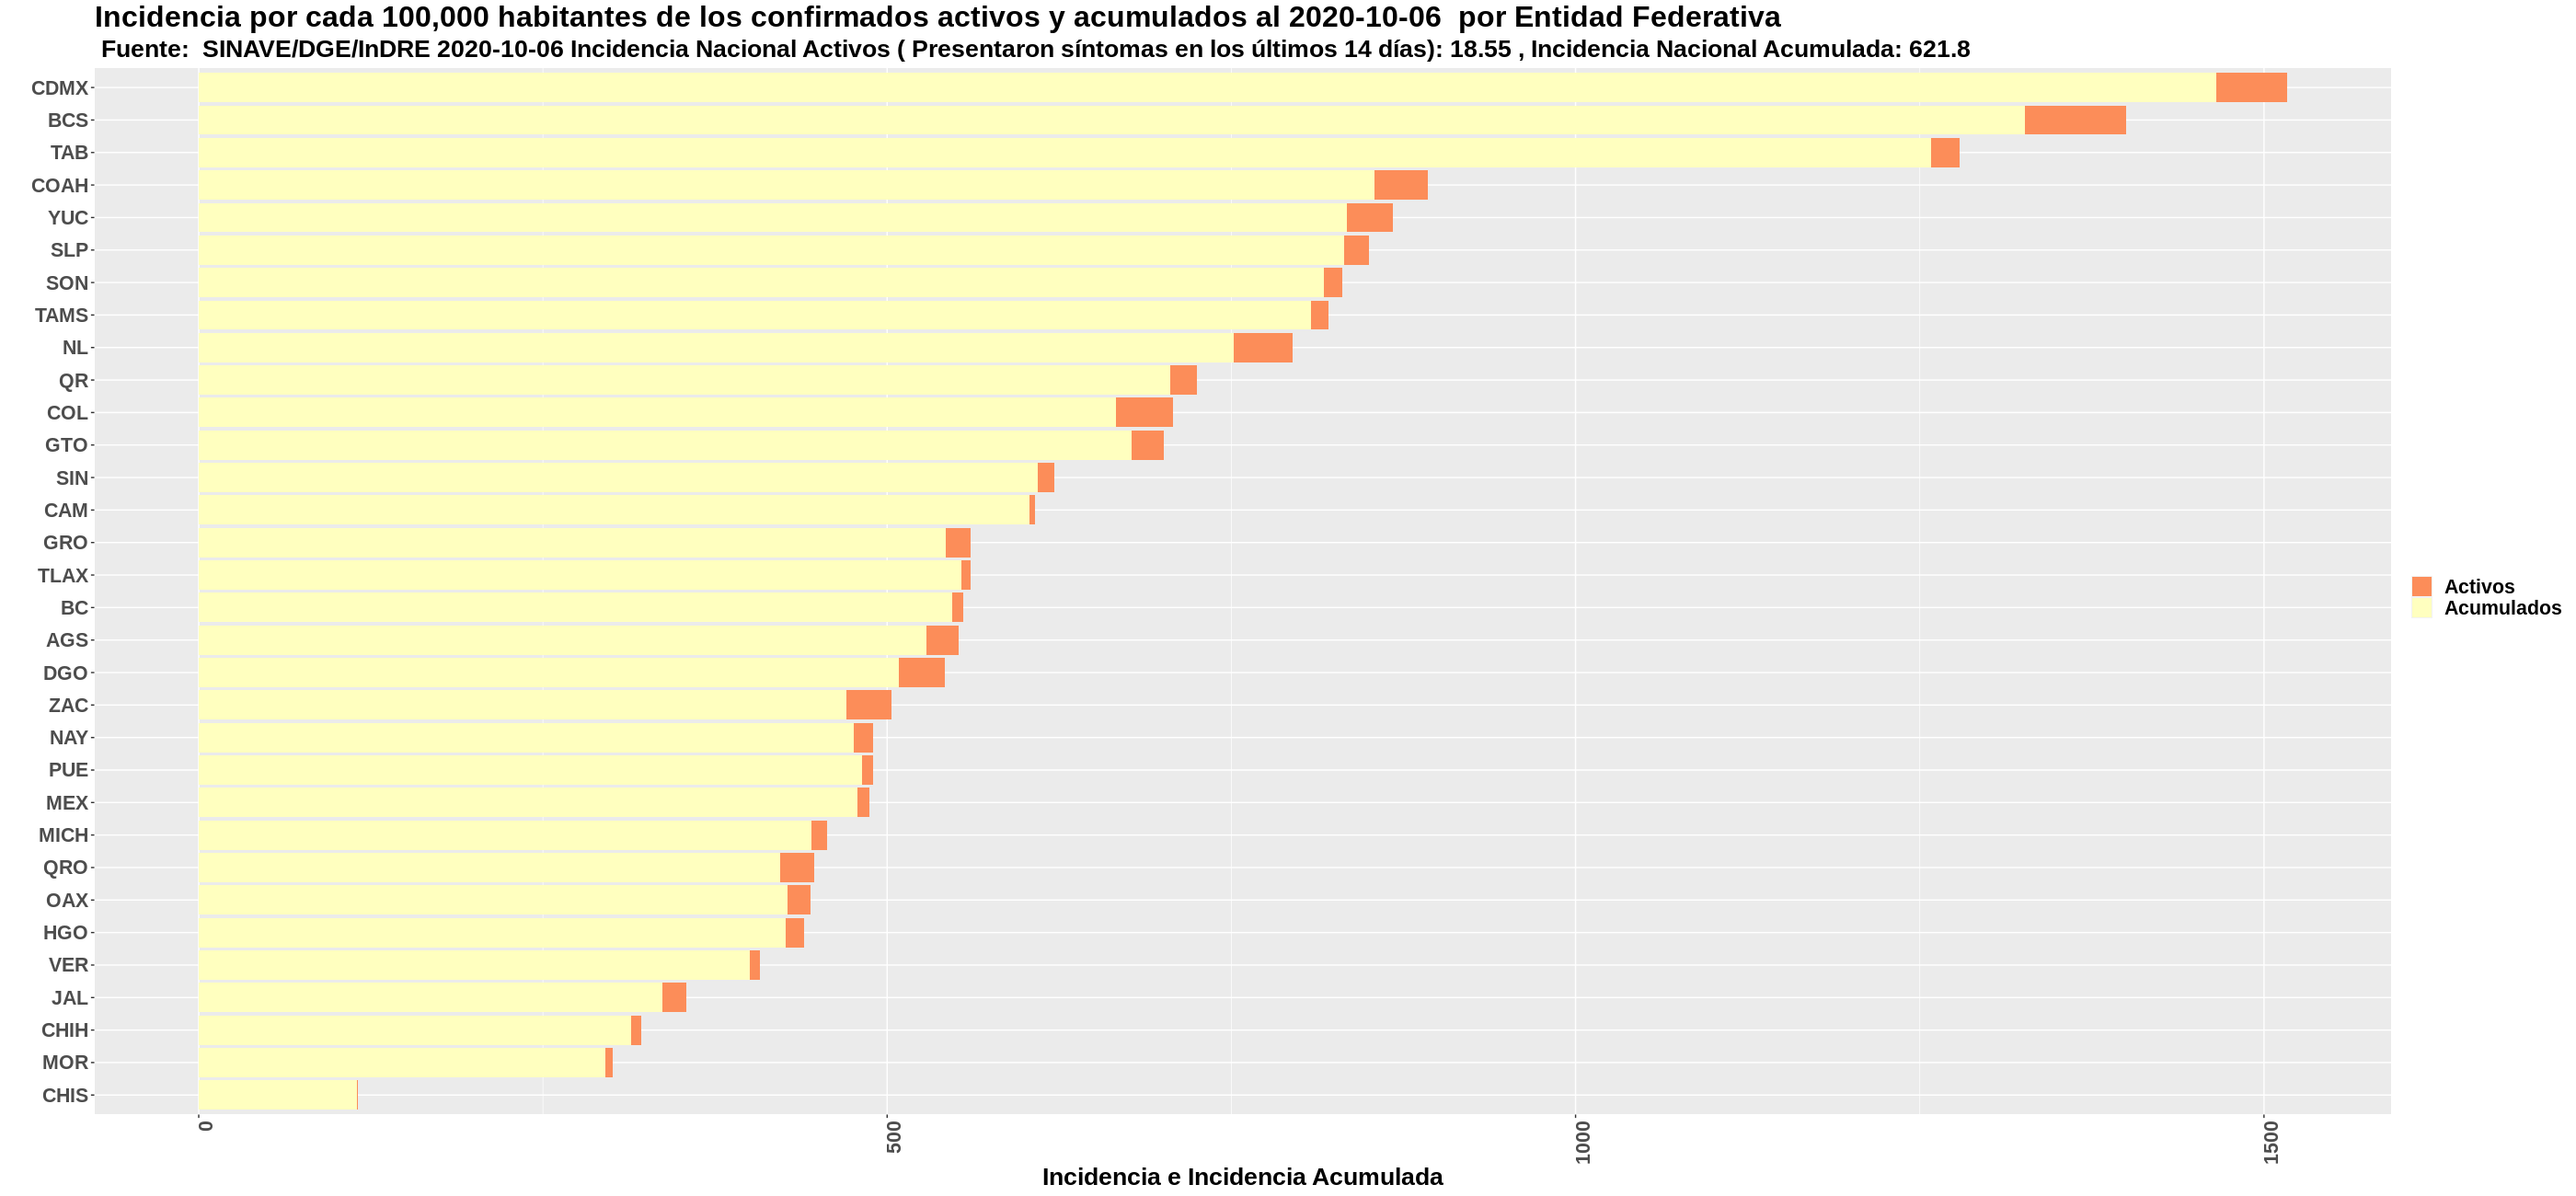 Incidencia por cada 100,000 habitantes de los confirmados activos y acumulados al 2020-10-06  por Entidad Federativa
Fuente:  SINAVE/DGE/InDRE 2020-10-06 Incidencia Nacional Activos ( Presentaron síntomas en los últimos 14 días): 18.55 , Incidencia Nacional Acumulada: 621.8
CDMX
BCS
TAB
COAH
YUC
SLP
SON
TAMS
NL
QR
COL
GTO
SIN
CAM
GRO
TLAX
BC
AGS
DGO
ZAC
NAY
PUE
MEX
MICH
QRO
OAX
HGO
VER
JAL
CHIH
MOR
CHIS
0
500
1000
1500
Incidencia e Incidencia Acumulada
Activos
Acumulados